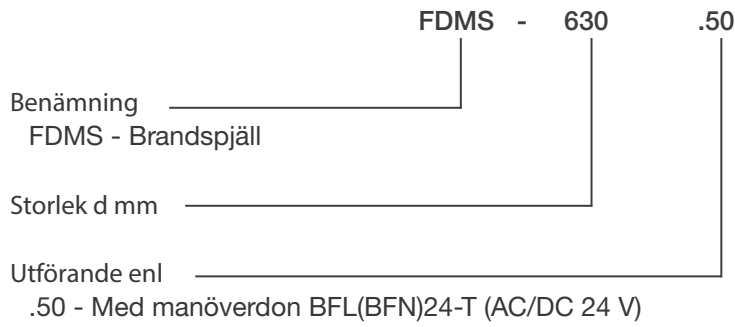 FDMS - 630 .50
Benämning
FDMS - Brandspjäll
Storlek d mm
Utförande enl
.50 - Med manöverdon BFL(BFN)24-T (AC/DC 24 V)